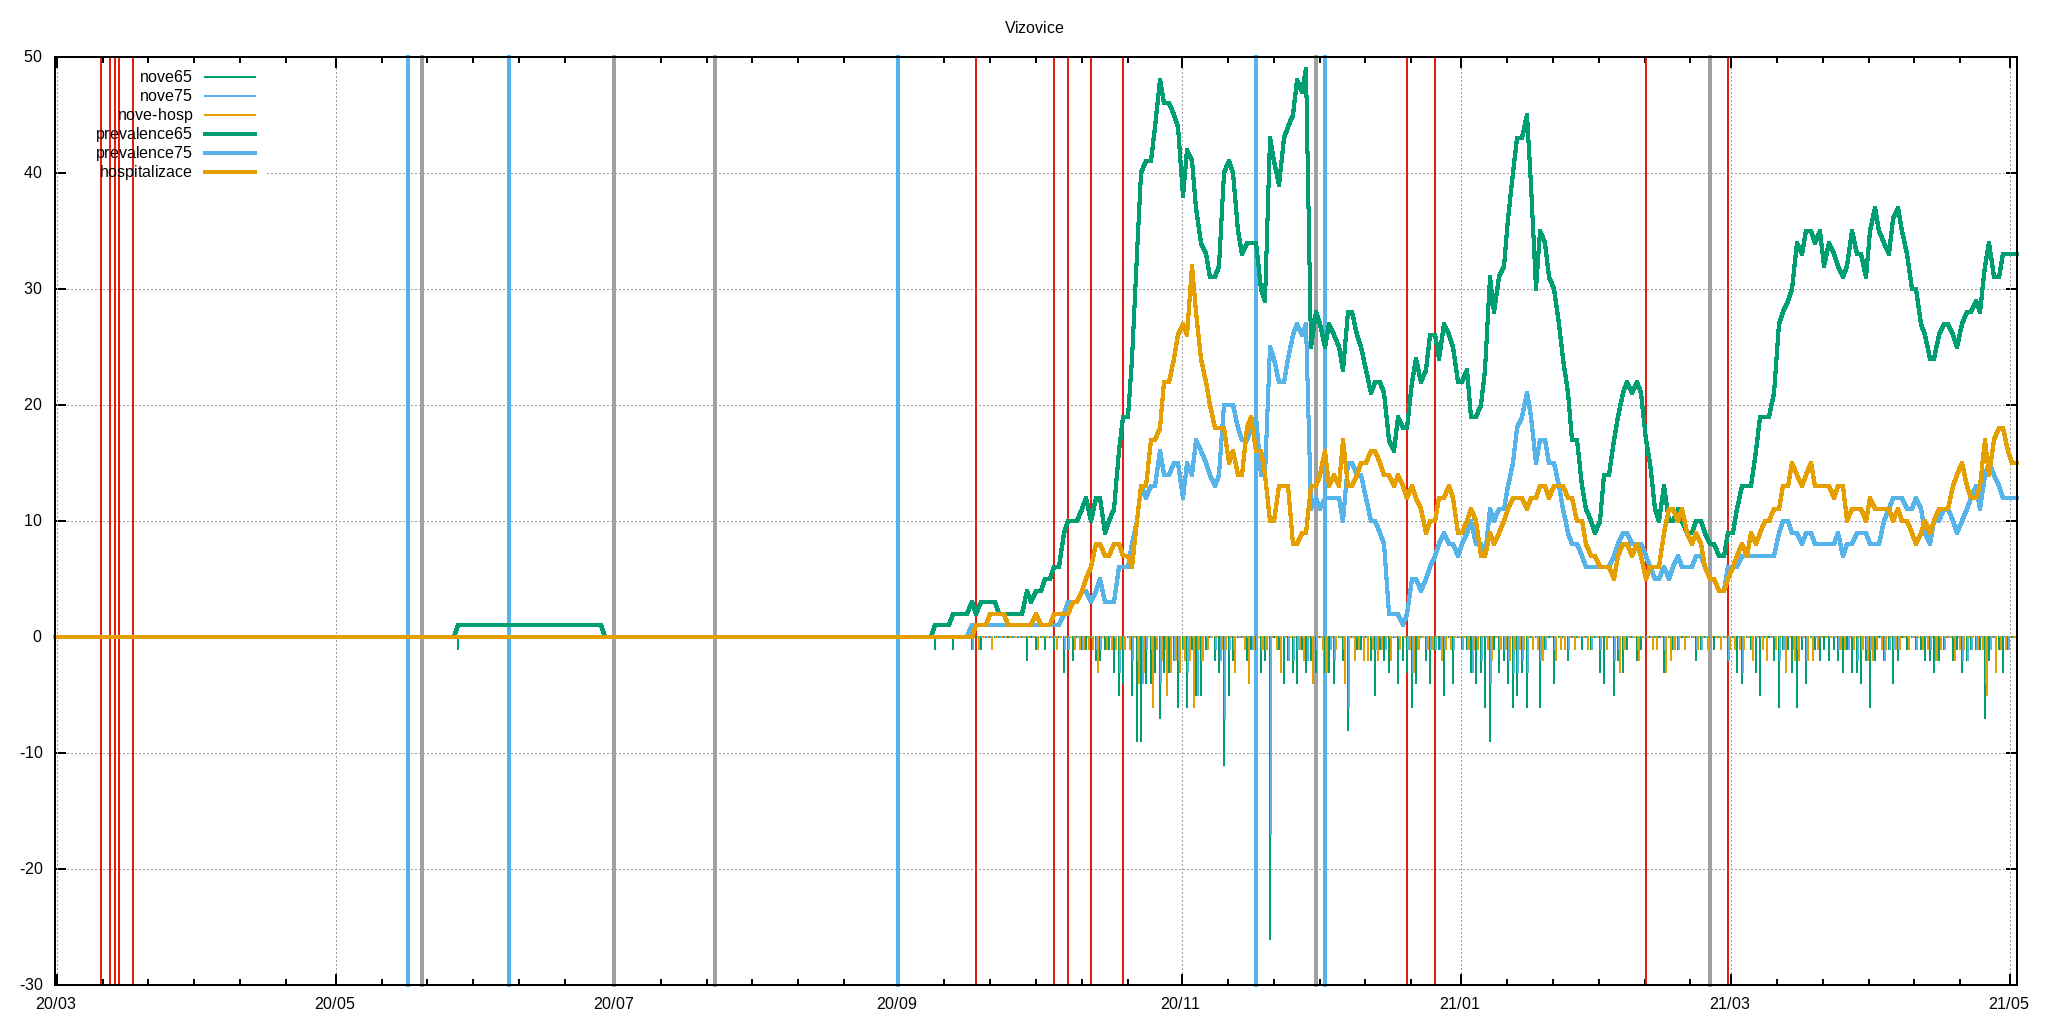 Vizovice
50
nove65
nove75
nove-hosp
prevalence65
prevalence75
hospitalizace
40
30
20
10
0
-10
-20
-30
20/03 20/05 20/07 20/09 20/11 21/01 21/03 21/05